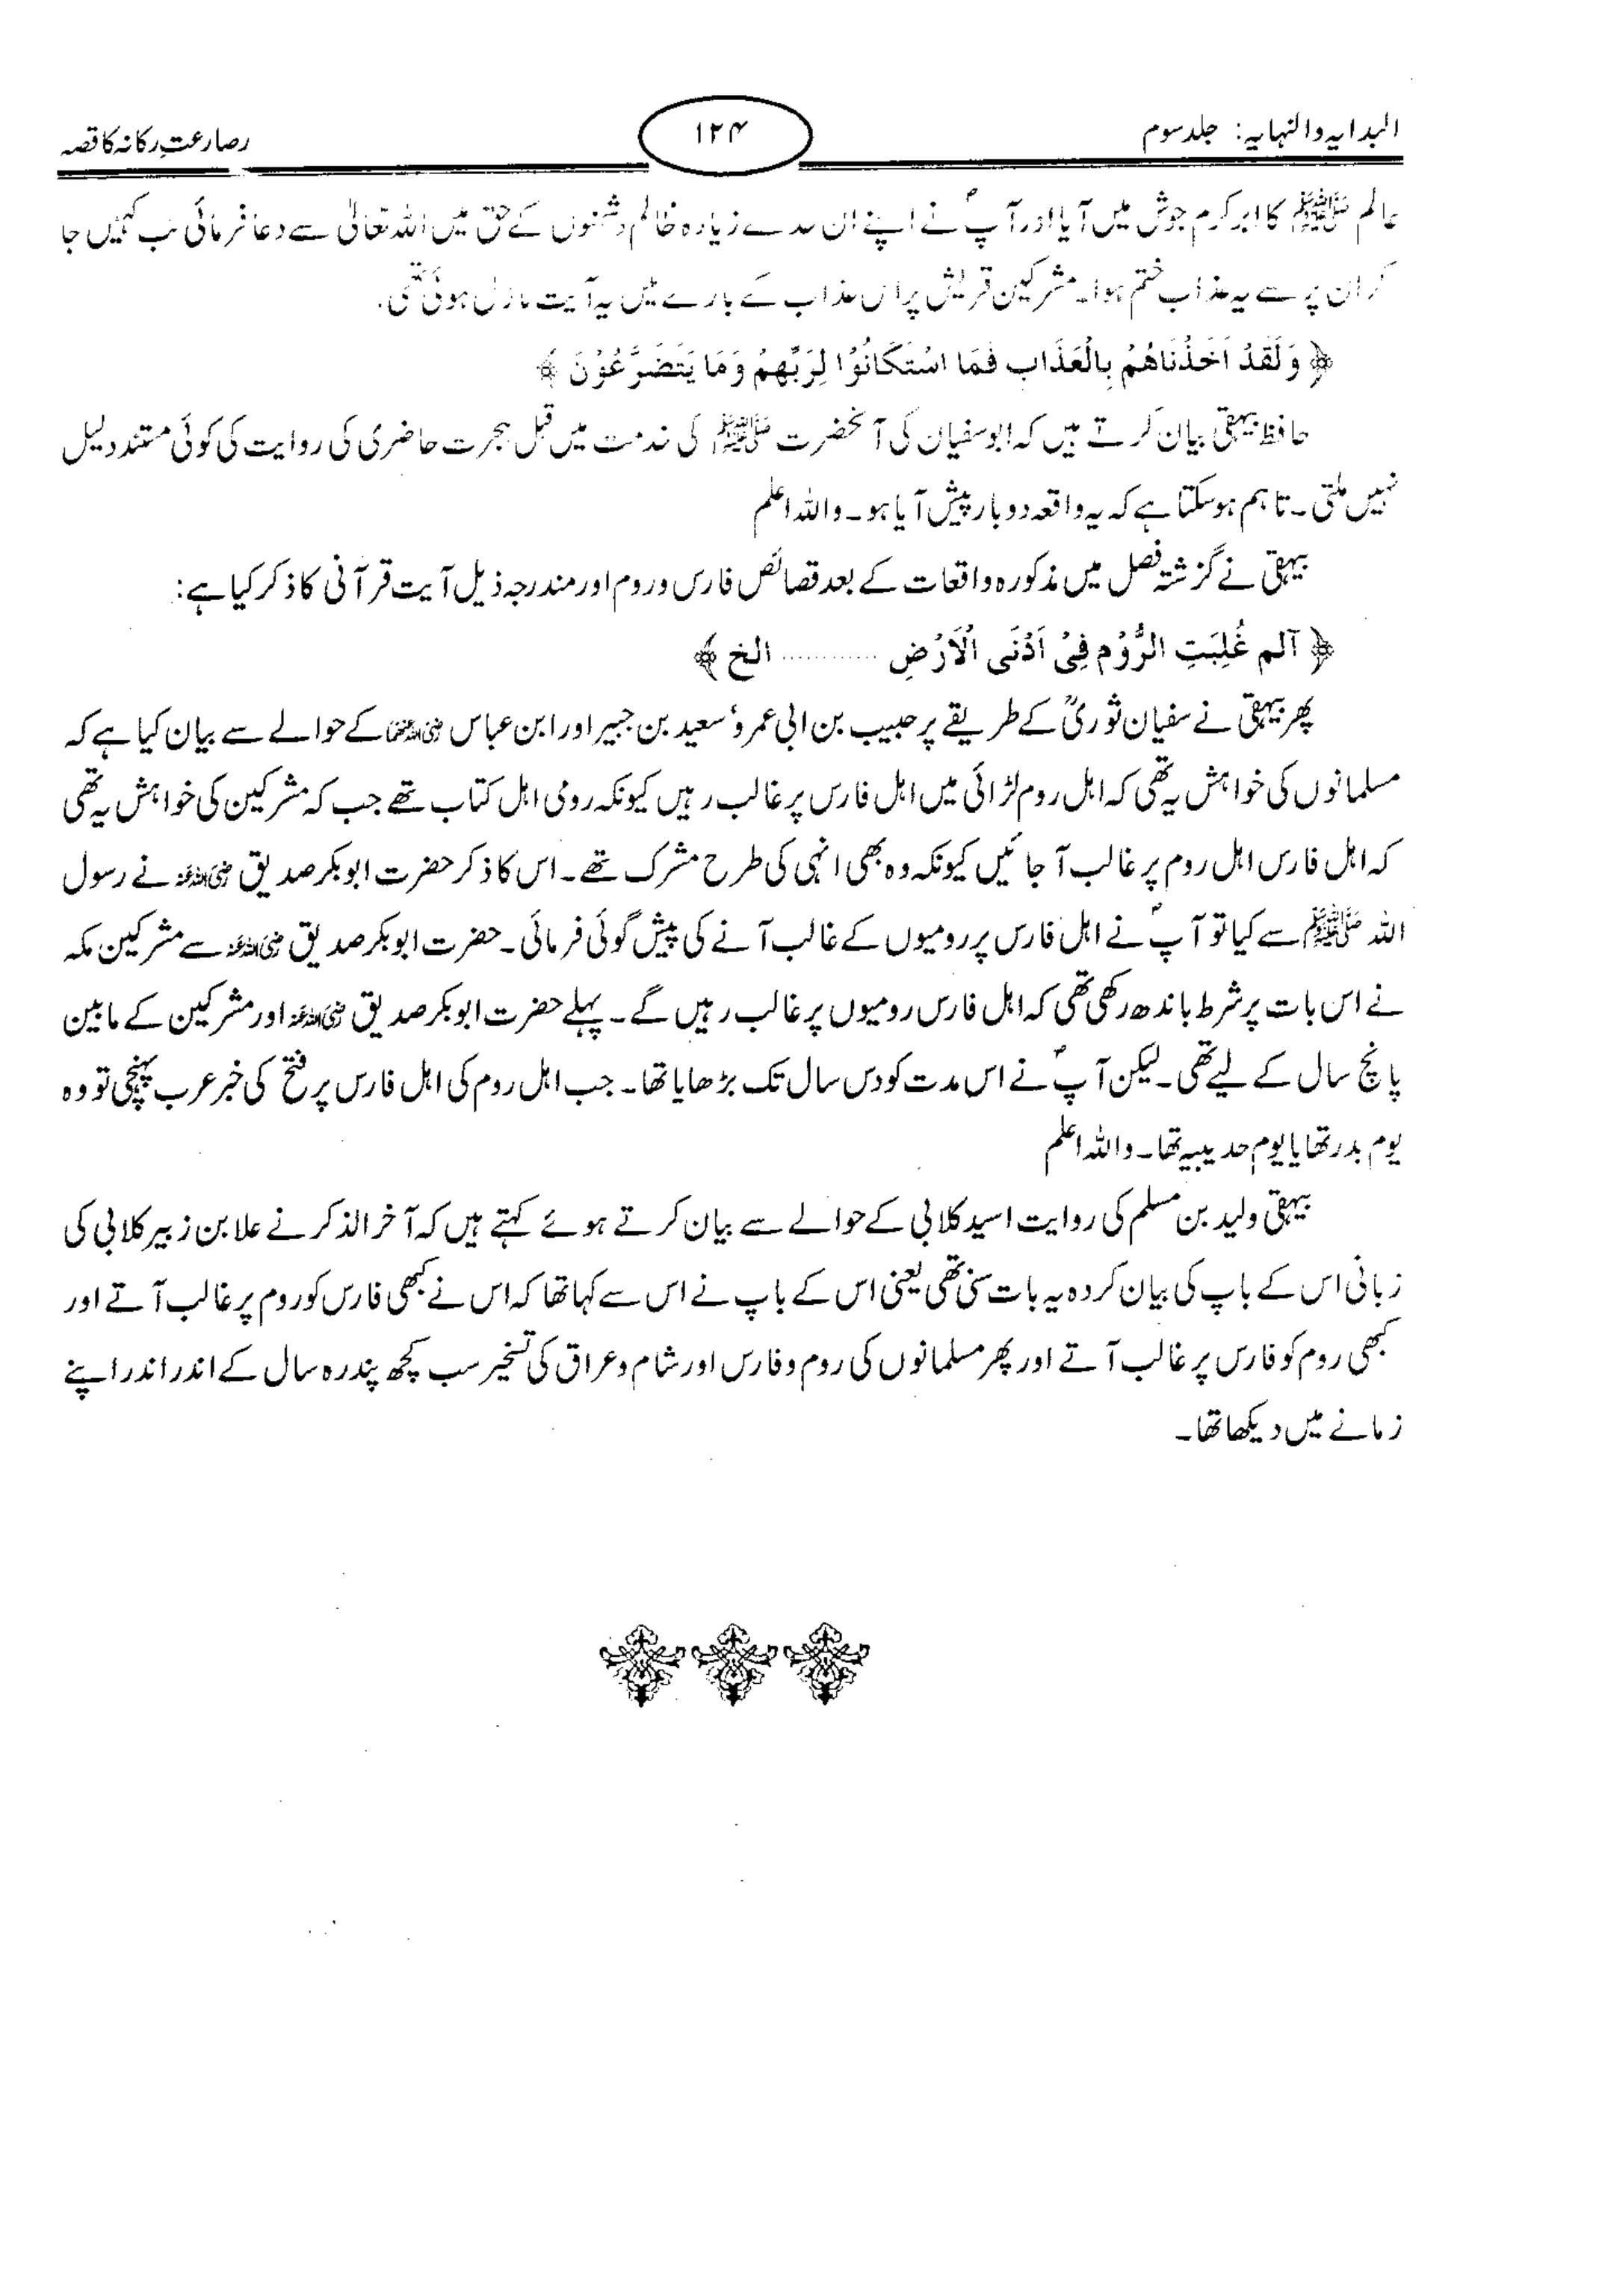 البدایہ والنہایہ: جلد سوم
۱۲۴
رصارعتِ رکانہ کا قصہ
عالم ﷺ کا ابر کرم جوش میں آیا اور آپؐ نے اپنے ان سے زیادہ ظالم دشمنوں کے حق میں اللہ تعالیٰ سے دعا فرمائی تب کہیں جا
کر ان پر سے یہ عذاب ختم ہوا۔ مشرکین قریش پر اس عذاب کے بارے میں یہ آیت نازل ہوئی تھی.
﴿ وَلَقَدْ اَخَذْنَاهُمْ بِالْعَذَابِ فَمَا اسْتَكَانُوْا لِرَبِّهِمْ وَمَا يَتَضَرَّعُوْنَ ﴾
حافظ بیہقی بیان کرتے ہیں کہ ابوسفیان کی آنحضرت ﷺ کی خدمت میں قبل ہجرت حاضری کی روایت کی کوئی مستند دلیل
نہیں ملتی۔ تاہم ہوسکتا ہے کہ یہ واقعہ دوبار پیش آیا ہو۔ واللہ اعلم
بیہقی نے گزشتہ فصل میں مذکورہ واقعات کے بعد قصائص فارس و روم اور مندرجہ ذیل آیت قرآنی کا ذکر کیا ہے:
﴿ آلم غُلِبَتِ الرُّوْم فِيْ اَدْنَى الْاَرْضِ ............ الخ ﴾
پھر بیہقی نے سفیان ثوریؒ کے طریقے پر حبیب بن ابی عمرو، سعید بن جبیر اور ابن عباس رضی اللہ عنہما کے حوالے سے بیان کیا ہے کہ
مسلمانوں کی خواہش یہ تھی کہ اہل روم لڑائی میں اہل فارس پر غالب رہیں کیونکہ رومی اہل کتاب تھے جب کہ مشرکین کی خواہش یہ تھی
کہ اہل فارس اہل روم پر غالب آ جائیں کیونکہ وہ بھی انہی کی طرح مشرک تھے۔ اس کا ذکر حضرت ابوبکر صدیق رضی اللہ عنہ نے رسول
اللہ ﷺ سے کیا تو آپؐ نے اہل فارس پر رومیوں کے غالب آنے کی پیش گوئی فرمائی۔ حضرت ابوبکر صدیق رضی اللہ عنہ سے مشرکین مکہ
نے اس بات پر شرط باندھ رکھی تھی کہ اہل فارس رومیوں پر غالب رہیں گے۔ پہلے حضرت ابوبکر صدیق رضی اللہ عنہ اور مشرکین کے مابین
پانچ سال کے لیے تھی۔ لیکن آپؐ نے اس مدت کو دس سال تک بڑھایا تھا۔ جب اہل روم کی اہل فارس پر فتح کی خبر عرب پہنچی تو وہ
یوم بدر تھا یا یوم حدیبیہ تھا۔ واللہ اعلم
بیہقی ولید بن مسلم کی روایت اسید کلابی کے حوالے سے بیان کرتے ہوئے کہتے ہیں کہ آخر الذکر نے علا بن زبیر کلابی کی
زبانی اس کے باپ کی بیان کردہ یہ بات سنی تھی یعنی اس کے باپ نے اس سے کہا تھا کہ اس نے کبھی فارس کو روم پر غالب آتے اور
کبھی روم کو فارس پر غالب آتے اور پھر مسلمانوں کی روم و فارس اور شام و عراق کی تسخیر سب کچھ پندرہ سال کے اندر اندر اپنے
زمانے میں دیکھا تھا۔